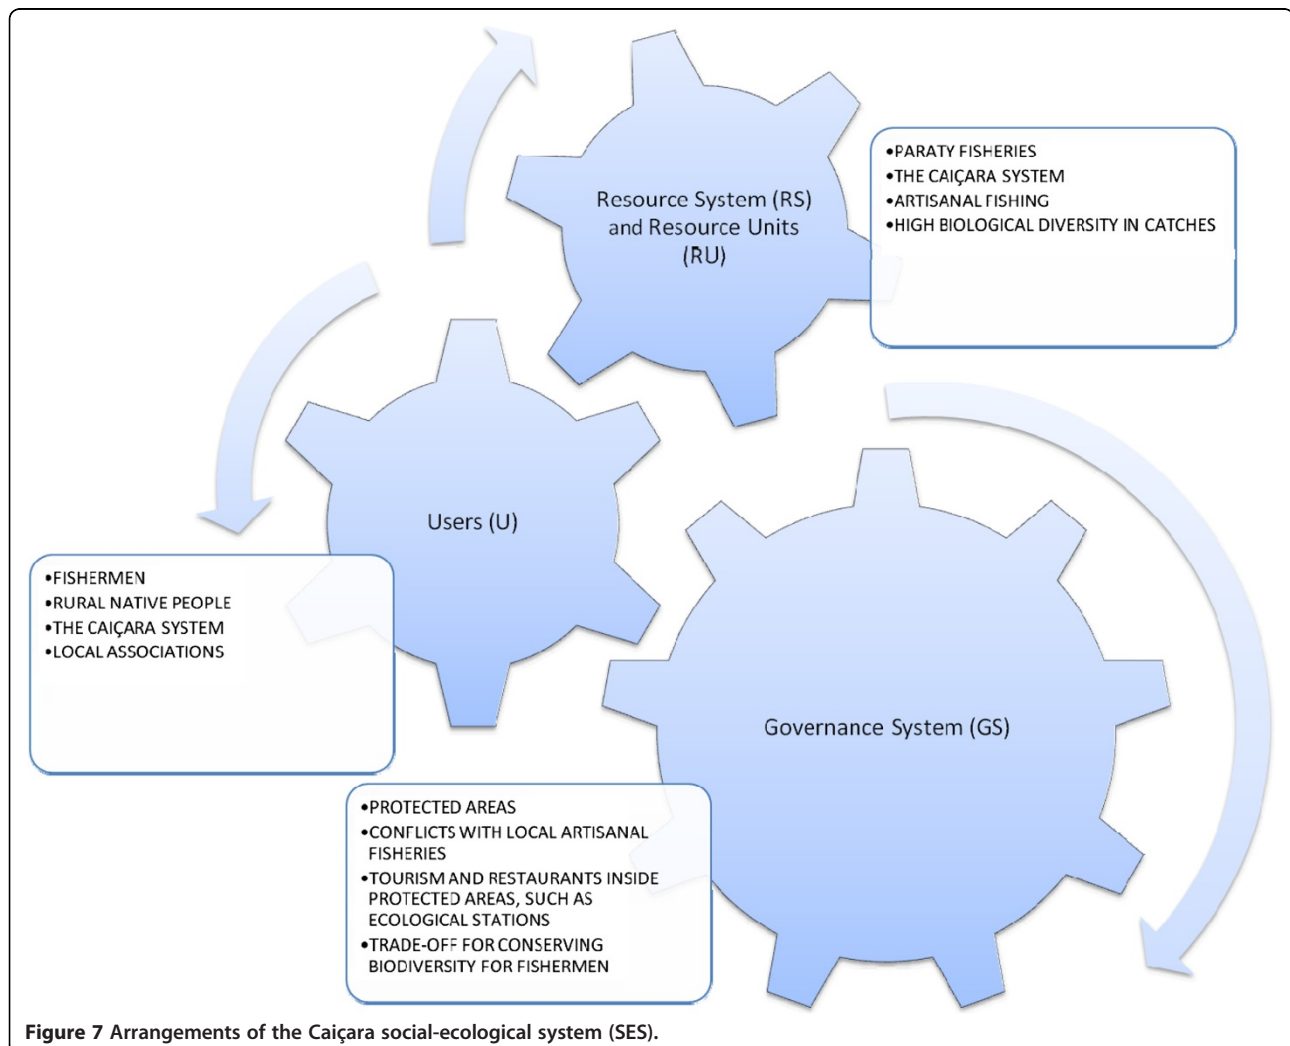 Resource System (RS)
and Resource Units
(RU)
•PARATY FISHERIES
•THE CAIÇARA SYSTEM
•ARTISANAL FISHING
•HIGH BIOLOGICAL DIVERSITY IN CATCHES
Users (U)
•FISHERMEN
•RURAL NATIVE PEOPLE
•THE CAIÇARA SYSTEM
•LOCAL ASSOCIATIONS
Governance System (GS)
•PROTECTED AREAS
•CONFLICTS WITH LOCAL ARTISANAL
FISHERIES
•TOURISM AND RESTAURANTS INSIDE
PROTECTED AREAS, SUCH AS
ECOLOGICAL STATIONS
•TRADE-OFF FOR CONSERVING
BIODIVERSITY FOR FISHERMEN
Figure 7 Arrangements of the Caiçara social-ecological system (SES).